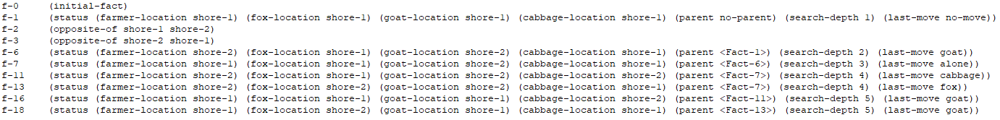 f-0     (initial-fact)
f-1     (status (farmer-location shore-1) (fox-location shore-1) (goat-location shore-1) (cabbage-location shore-1) (parent no-parent) (search-depth 1) (last-move no-move))
f-2     (opposite-of shore-1 shore-2)
f-3     (opposite-of shore-2 shore-1)
f-6     (status (farmer-location shore-2) (fox-location shore-1) (goat-location shore-2) (cabbage-location shore-1) (parent <Fact-1>) (search-depth 2) (last-move goat))
f-7     (status (farmer-location shore-1) (fox-location shore-1) (goat-location shore-2) (cabbage-location shore-1) (parent <Fact-6>) (search-depth 3) (last-move alone))
f-11    (status (farmer-location shore-2) (fox-location shore-1) (goat-location shore-2) (cabbage-location shore-2) (parent <Fact-7>) (search-depth 4) (last-move cabbage))
f-13    (status (farmer-location shore-2) (fox-location shore-2) (goat-location shore-2) (cabbage-location shore-1) (parent <Fact-7>) (search-depth 4) (last-move fox))
f-16    (status (farmer-location shore-1) (fox-location shore-1) (goat-location shore-1) (cabbage-location shore-2) (parent <Fact-11>) (search-depth 5) (last-move goat))
f-18    (status (farmer-location shore-1) (fox-location shore-2) (goat-location shore-1) (cabbage-location shore-1) (parent <Fact-13>) (search-depth 5) (last-move goat))